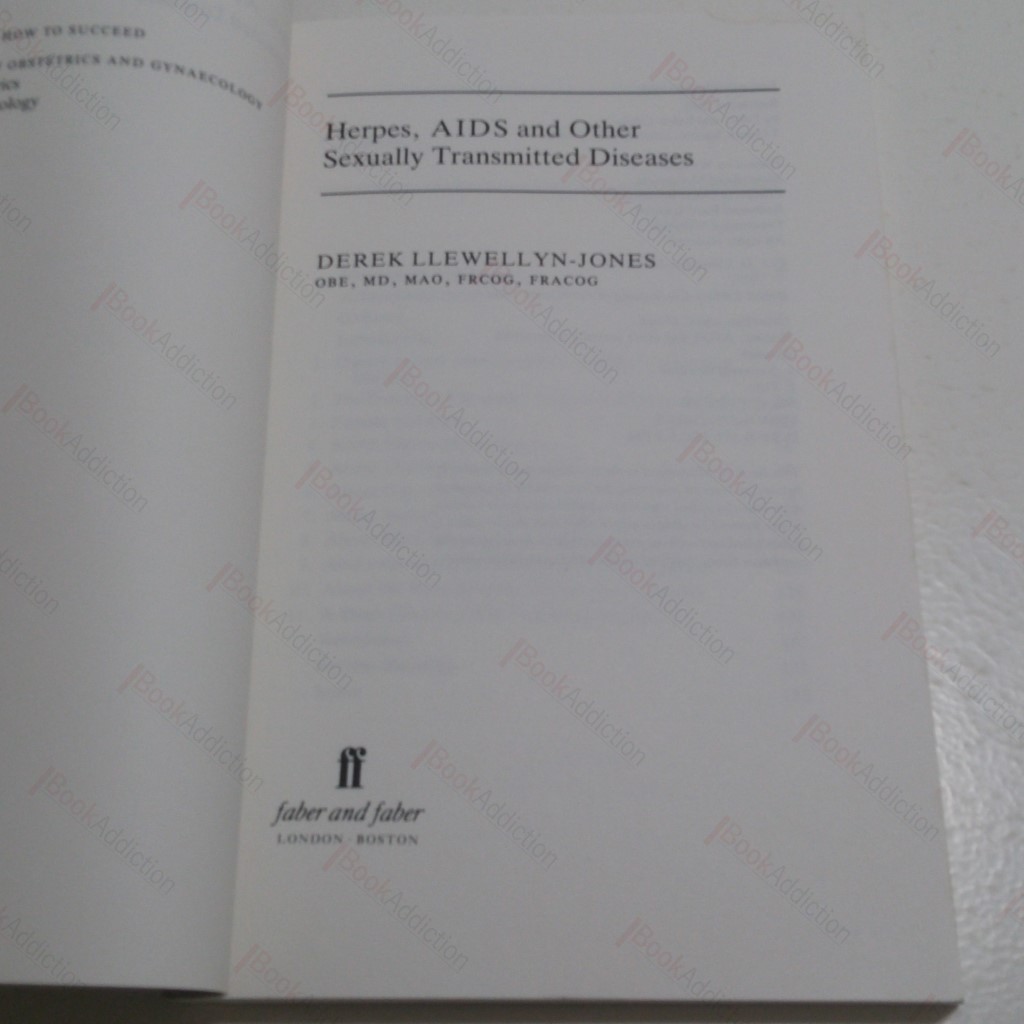 HOW TO SUCCEED
OBSTETRICS AND GYNAECOLOGY
Herpes, AIDS and Other
Sexually Transmitted Diseases
DEREK LLEWELLYN-JONES
OBE, MD, MAO, FRCOG, FRACOG
ff
faber and faber
LONDON · BOSTON
BookAddiction